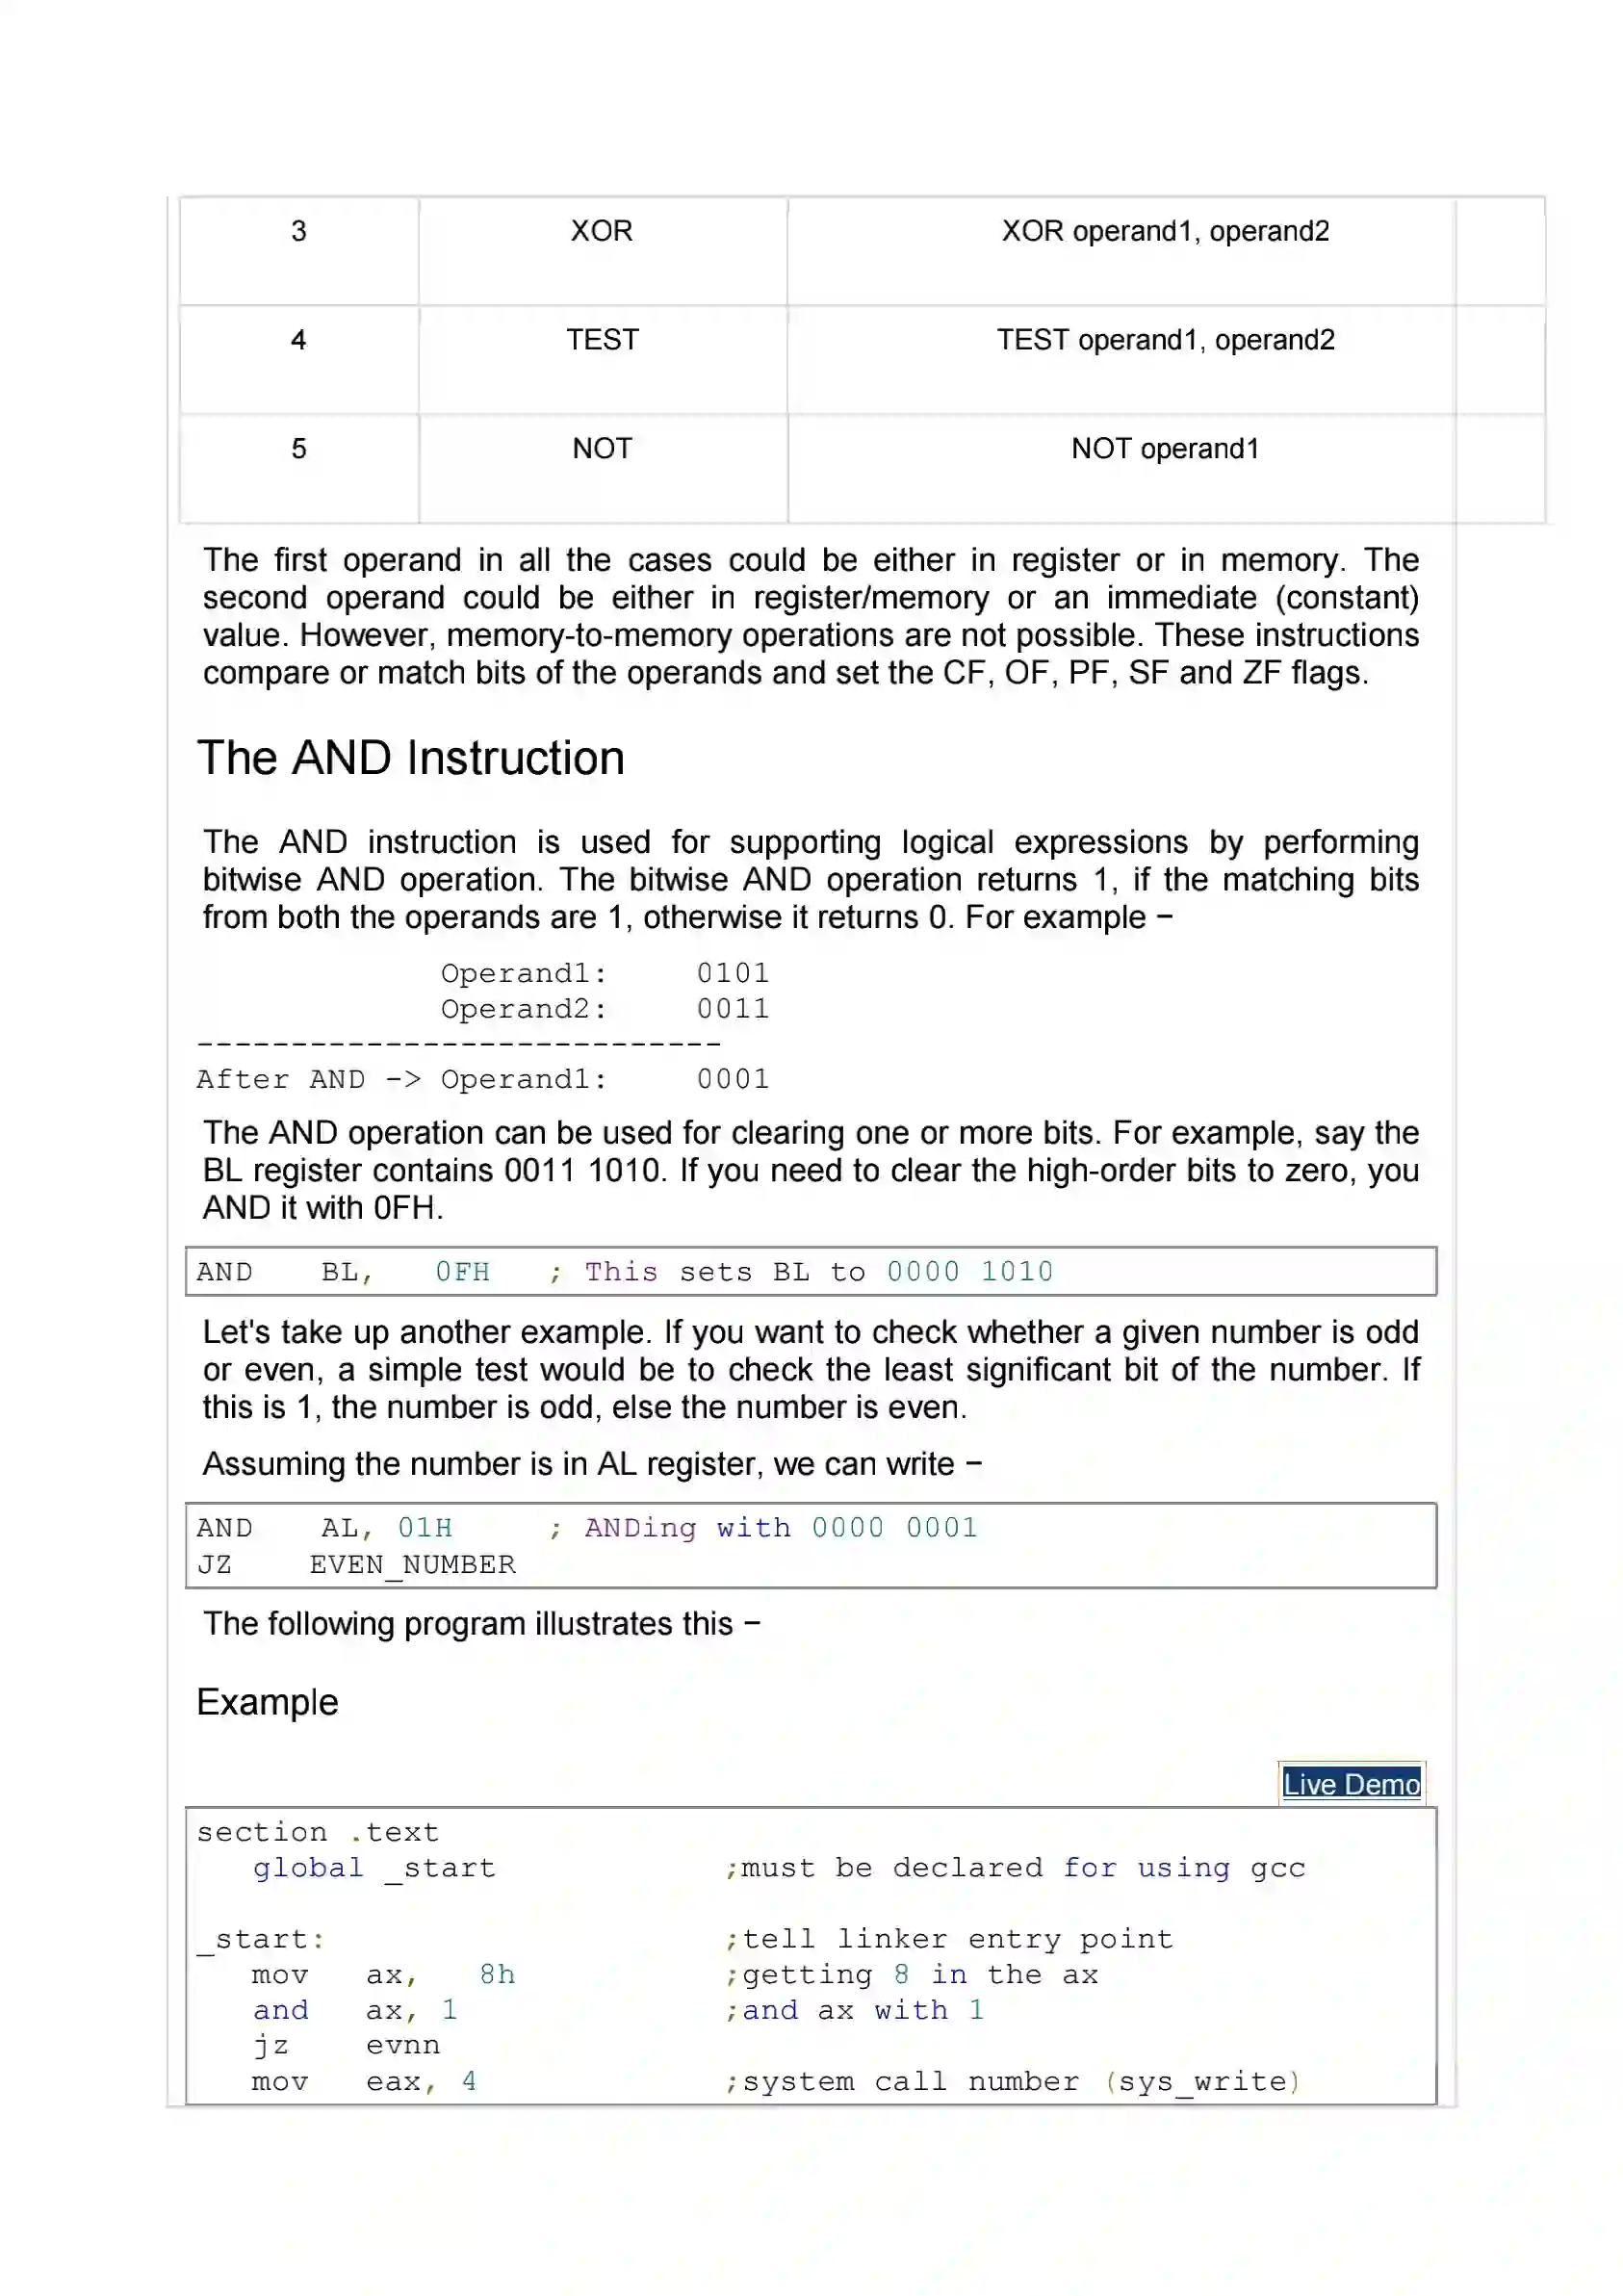 3 XOR XOR operand1, operand2
4 TEST TEST operand1, operand2
5 NOT NOT operand1
The first operand in all the cases could be either in register or in memory. The
second operand could be either in register/memory or an immediate (constant)
value. However, memory-to-memory operations are not possible. These instructions
compare or match bits of the operands and set the CF, OF, PF, SF and ZF flags.
The AND Instruction
The AND instruction is used for supporting logical expressions by performing
bitwise AND operation. The bitwise AND operation returns 1, if the matching bits
from both the operands are 1, otherwise it returns 0. For example −
Operand1: 0101
Operand2: 0011
----------------------------
After AND -> Operand1: 0001
The AND operation can be used for clearing one or more bits. For example, say the
BL register contains 0011 1010. If you need to clear the high-order bits to zero, you
AND it with 0FH.
AND BL, 0FH ; This sets BL to 0000 1010
Let's take up another example. If you want to check whether a given number is odd
or even, a simple test would be to check the least significant bit of the number. If
this is 1, the number is odd, else the number is even.
Assuming the number is in AL register, we can write −
AND AL, 01H ; ANDing with 0000 0001
JZ EVEN_NUMBER
The following program illustrates this −
Example
Live Demo
section .text
global _start ;must be declared for using gcc
_start: ;tell linker entry point
mov ax, 8h ;getting 8 in the ax
and ax, 1 ;and ax with 1
jz evnn
mov eax, 4 ;system call number (sys_write)